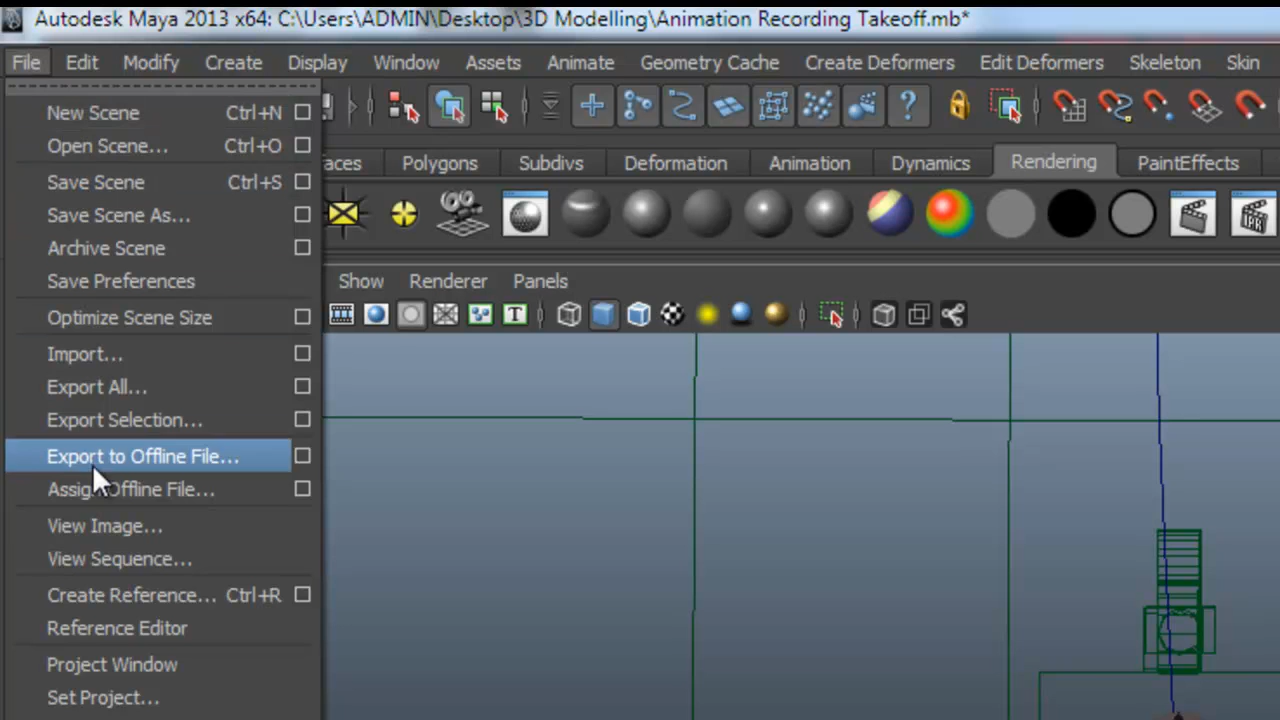 Autodesk Maya 2013 x64: C:\Users\ADMIN\Desktop\3D Modelling\Animation Recording Takeoff.mb*
File Edit Modify Create Display Window Assets Animate Geometry Cache Create Deformers Edit Deformers Skeleton Skin
New Scene Ctrl+N
Open Scene... Ctrl+O
faces Polygons Subdivs Deformation Animation Dynamics Rendering PaintEffects
Save Scene Ctrl+S
Save Scene As...
Archive Scene
Save Preferences
Show Renderer Panels
Optimize Scene Size
T
Import...
Export All...
Export Selection...
Export to Offline File...
Assign Offline File...
View Image...
View Sequence...
Create Reference... Ctrl+R
Reference Editor
Project Window
Set Project...